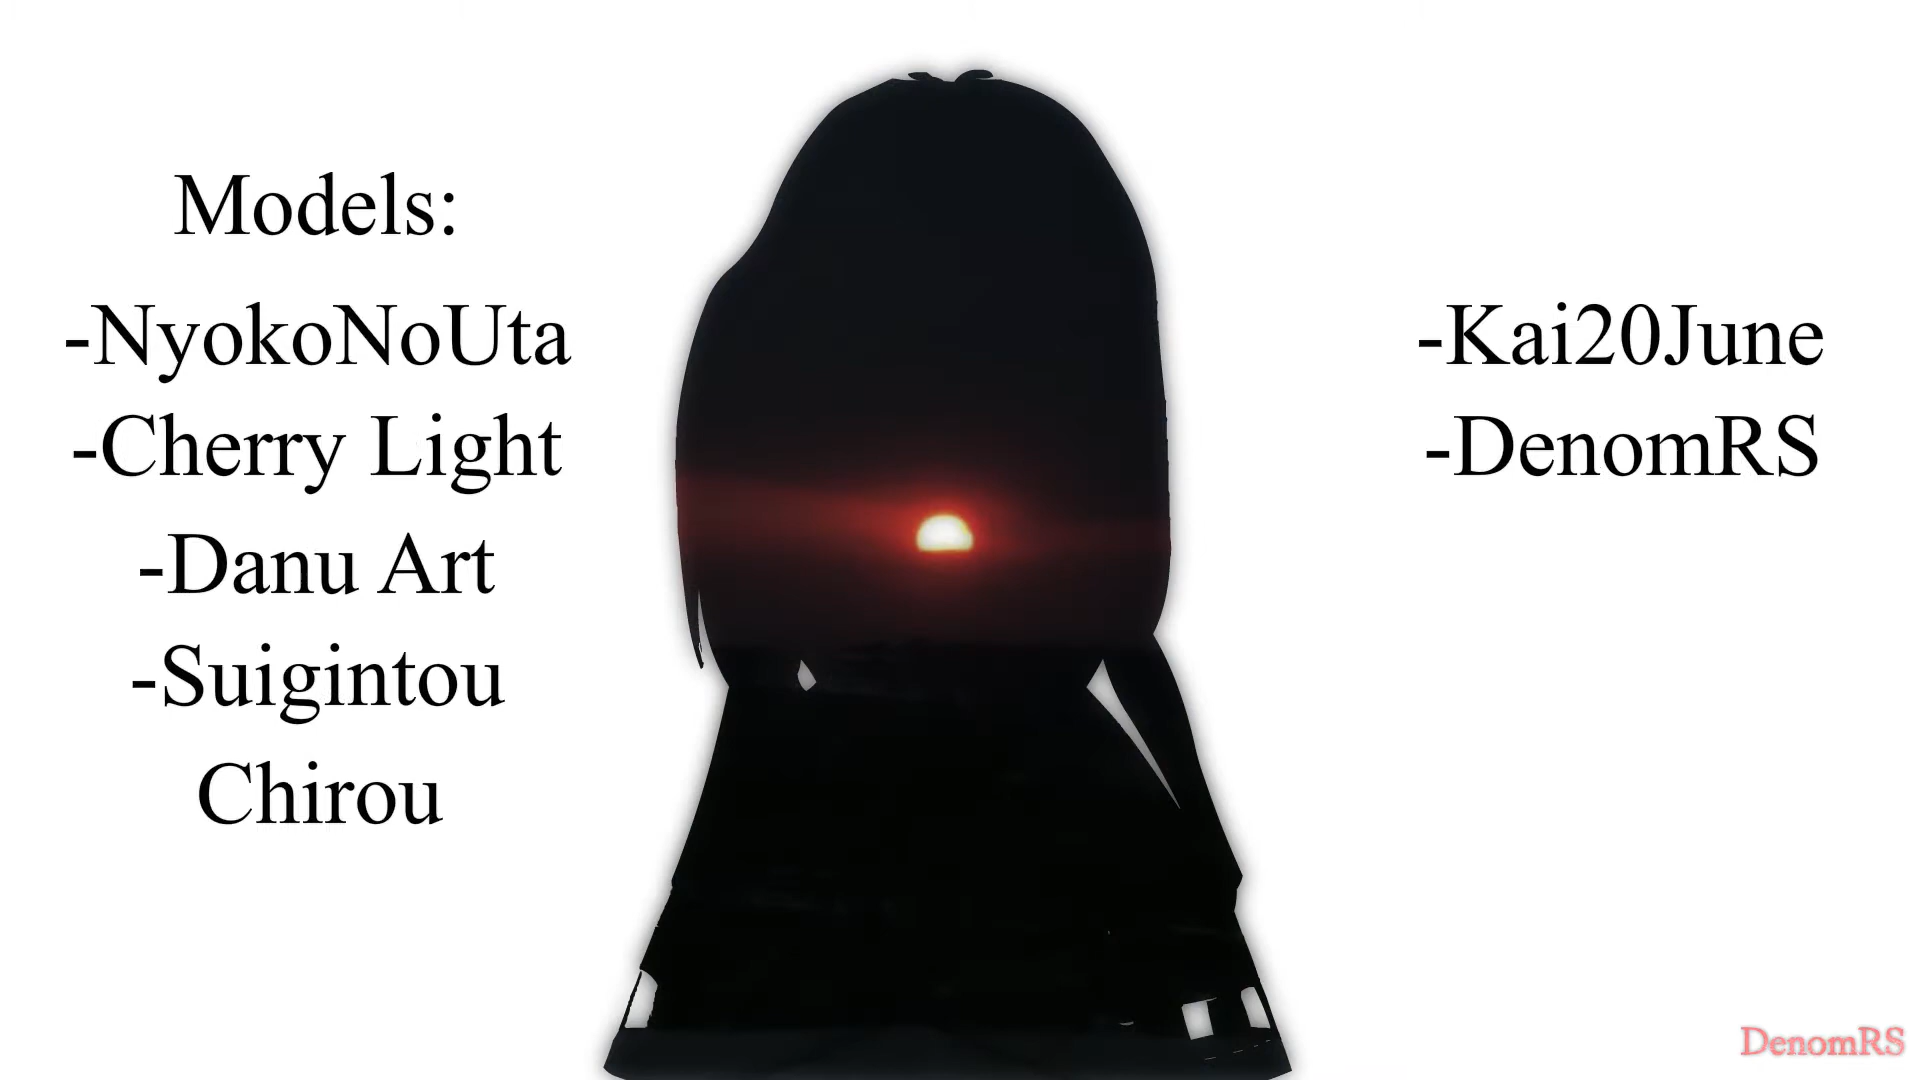 Models:
-NyokoNoUta
-Cherry Light
-Danu Art
-Suigintou
Chirou
-Kai20June
-DenomRS
DenomRS